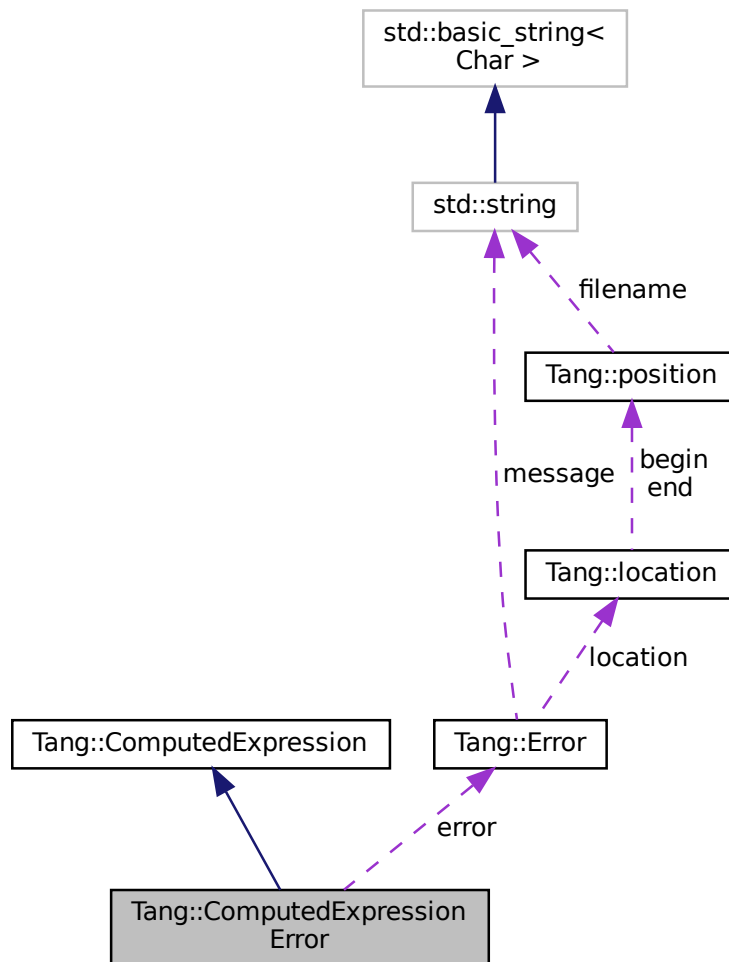 std::basic_string<
Char >
std::string
filename
Tang::position
message
begin
end
Tang::location
location
Tang::ComputedExpression
Tang::Error
error
Tang::ComputedExpression
Error